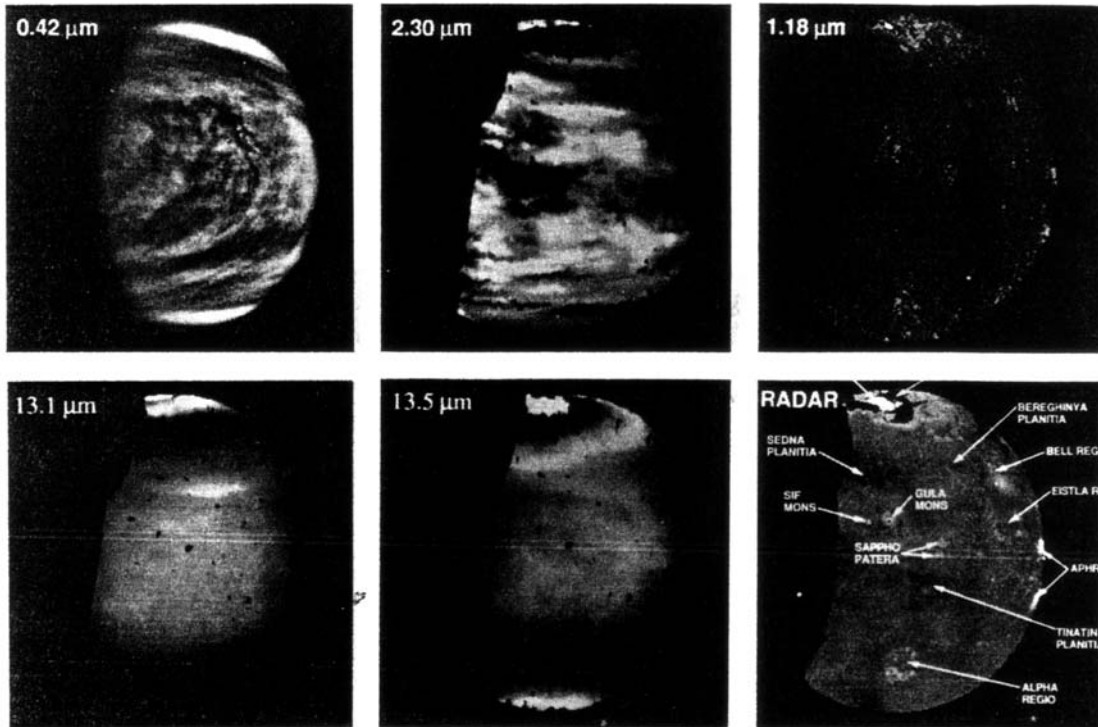 0.42 μm
2.30 μm
1.18 μm
13.1 μm
13.5 μm
RADAR
BEREGHINYA
PLANITIA
SEDNA
PLANITIA
BELL REG
SIF
MONS
GULA
MONS
EISTLA R
SAPPHO
PATERA
APHR
TINATIN
PLANITIA
ALPHA
REGIO